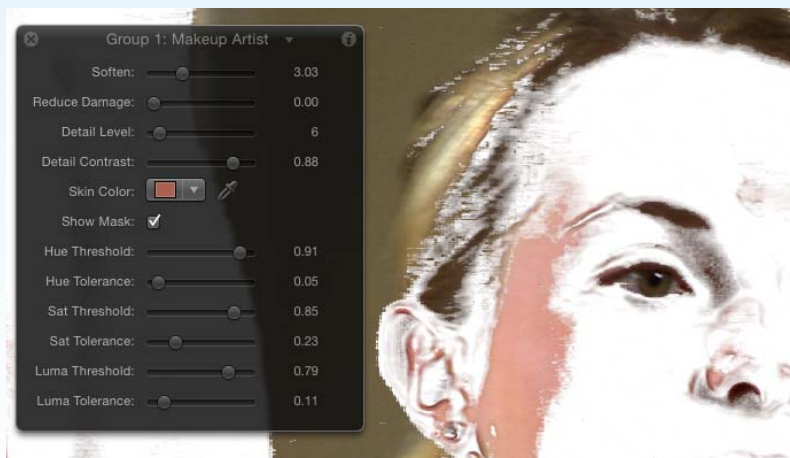 Group 1: Makeup Artist
Soften: 3.03
Reduce Damage: 0.00
Detail Level: 6
Detail Contrast: 0.88
Skin Color:
Show Mask:
Hue Threshold: 0.91
Hue Tolerance: 0.05
Sat Threshold: 0.85
Sat Tolerance: 0.23
Luma Threshold: 0.79
Luma Tolerance: 0.11